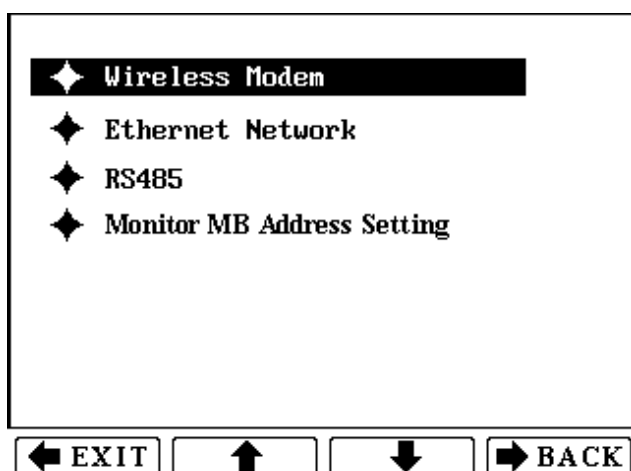 Wireless Modem
Ethernet Network
RS485
Monitor MB Address Setting
EXIT BACK